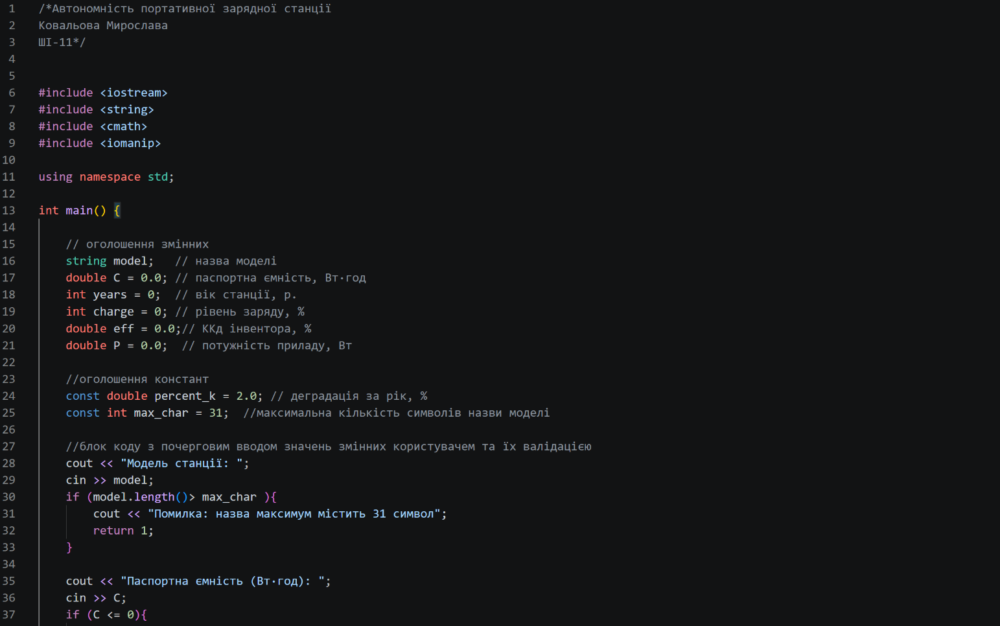 1 /*Автономність портативної зарядної станції
2 Ковальова Мирослава
3 ШІ-11*/
4
5
6 #include <iostream>
7 #include <string>
8 #include <cmath>
9 #include <iomanip>
10
11 using namespace std;
12
13 int main() {
14
15 // оголошення змінних
16 string model;   // назва моделі
17 double C = 0.0; // паспортна ємність, Вт·год
18 int years = 0;  // вік станції, р.
19 int charge = 0; // рівень заряду, %
20 double eff = 0.0;// ККд інвентора, %
21 double P = 0.0;  // потужність приладу, Вт
22
23 //оголошення констант
24 const double percent_k = 2.0; // деградація за рік, %
25 const int max_char = 31;  //максимальна кількість символів назви моделі
26
27 //блок коду з почерговим вводом значень змінних користувачем та їх валідацією
28 cout << "Модель станції: ";
29 cin >> model;
30 if (model.length()> max_char ){
31 cout << "Помилка: назва максимум містить 31 символ";
32 return 1;
33 }
34
35 cout << "Паспортна ємність (Вт·год): ";
36 cin >> C;
37 if (C <= 0){